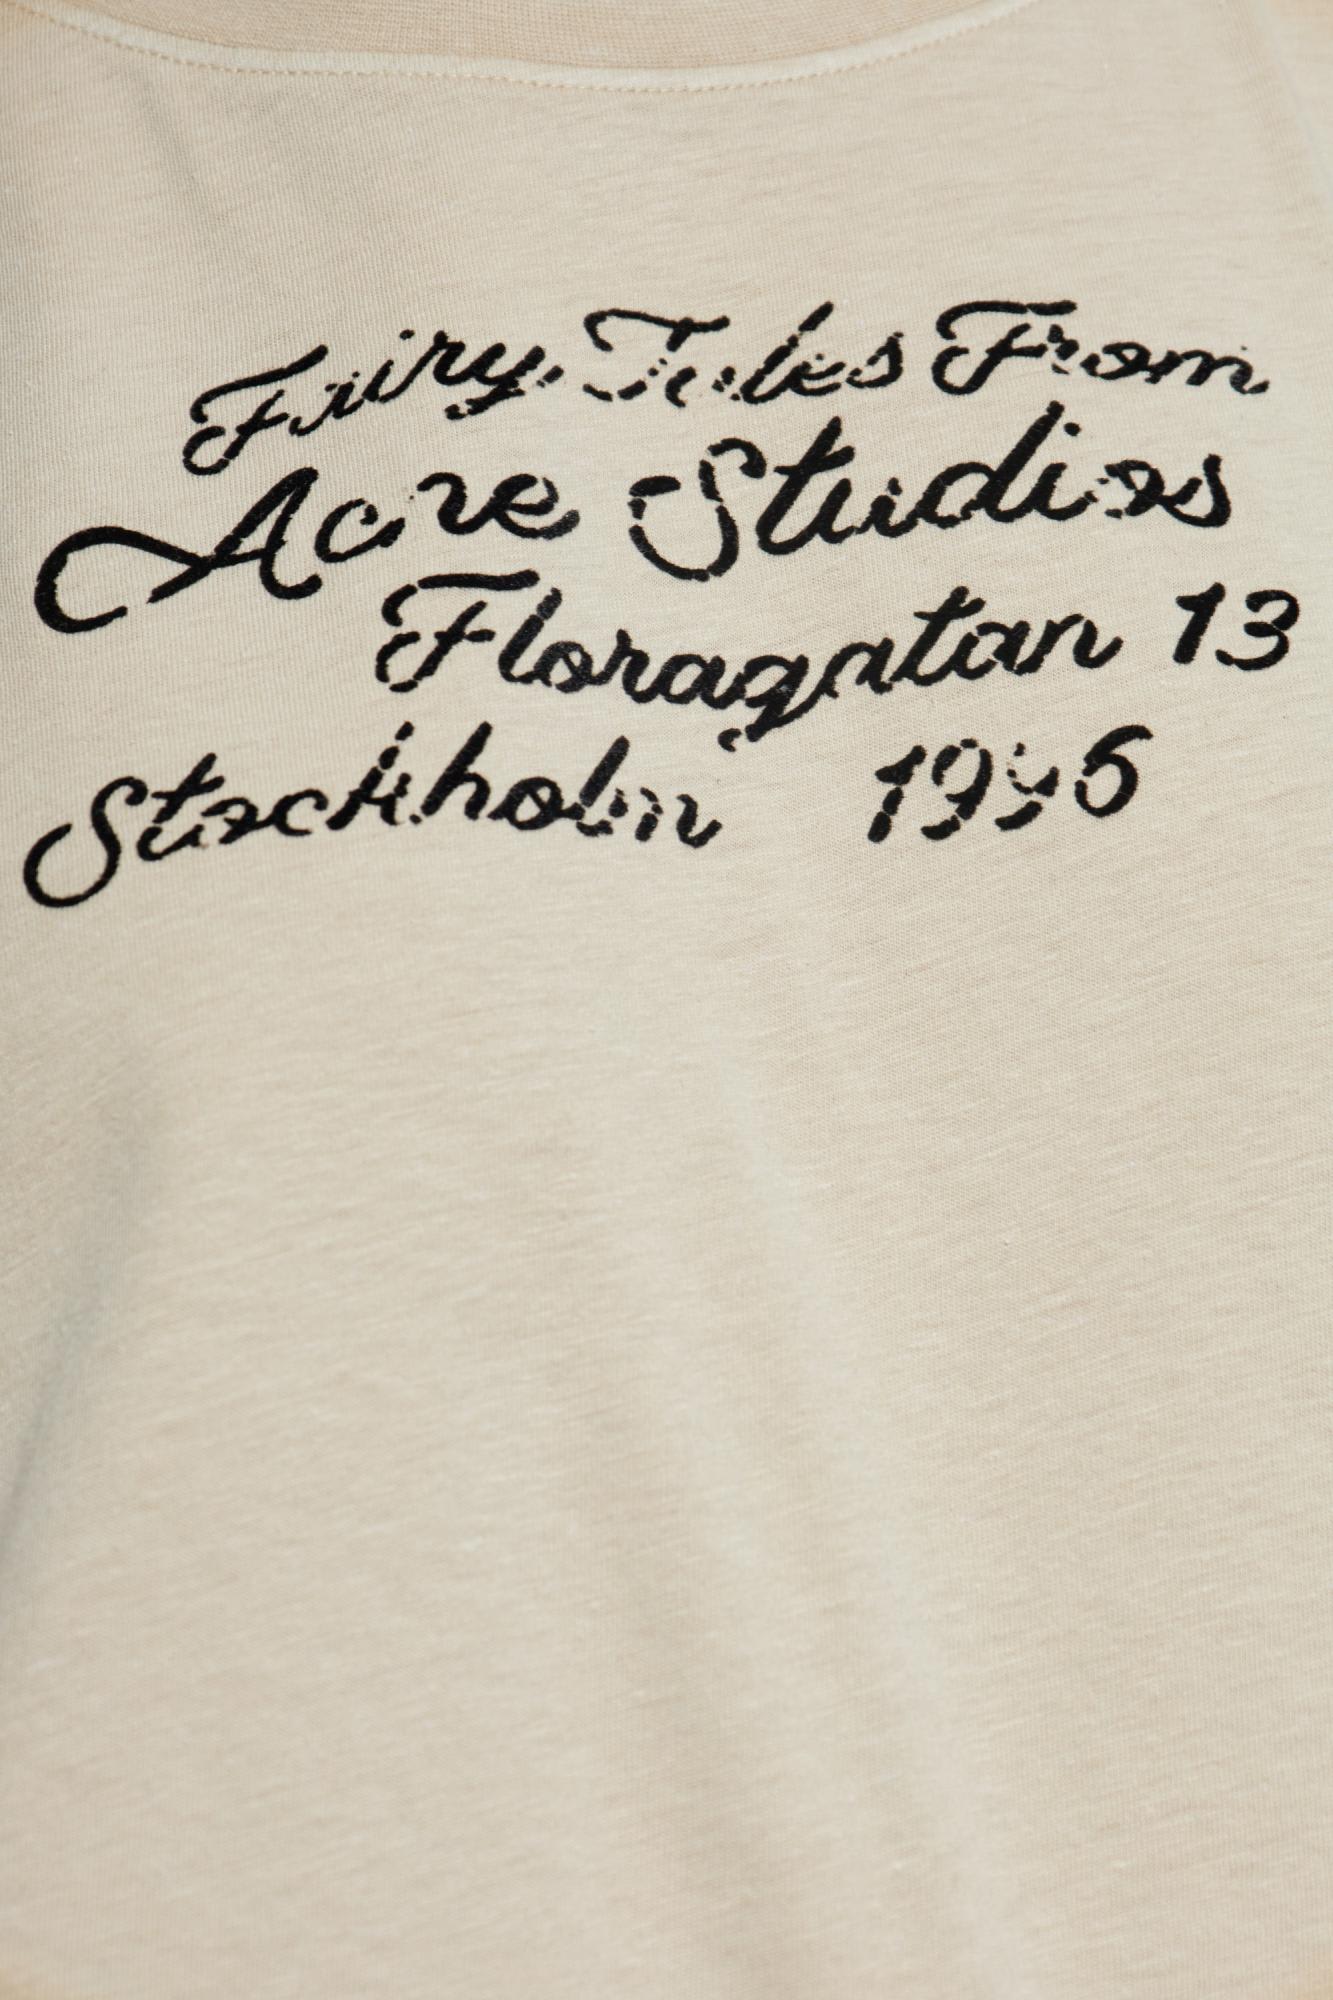 Fairy Tales From
Acne Studios
Floragatan 13
Stockholm 1996